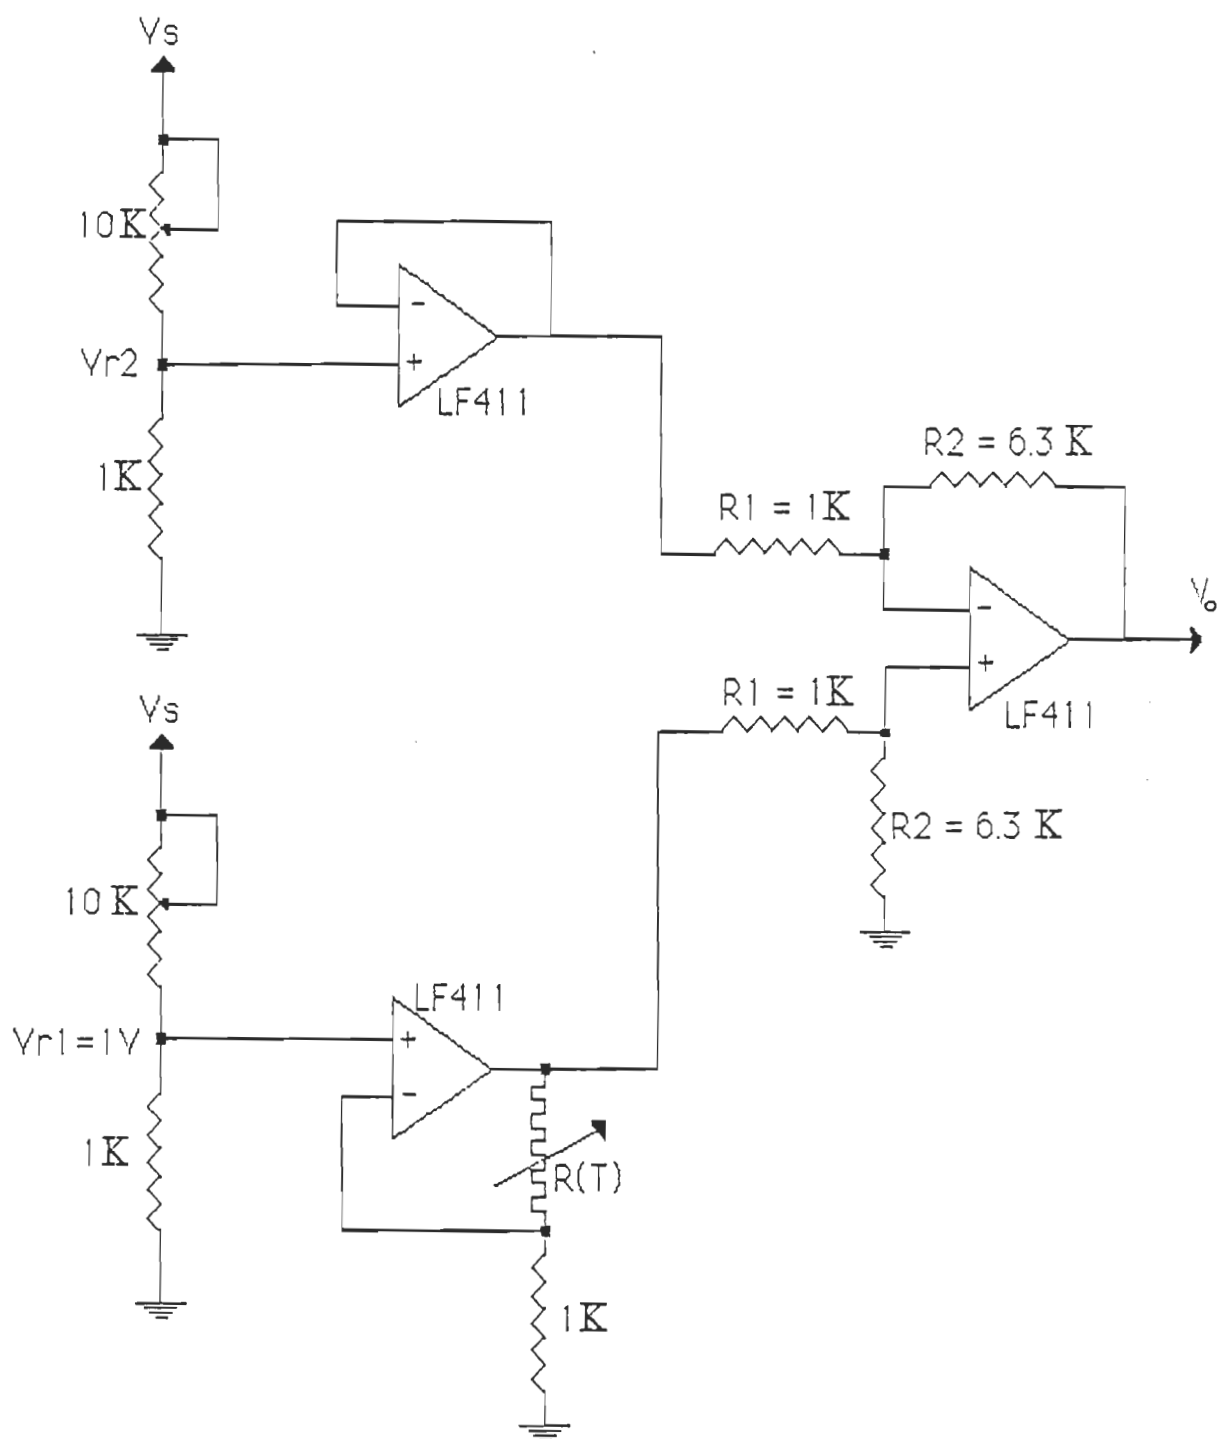 Vs
10K
-
Vr2
+
LF411
1K
R2 = 6.3 K
R1 = 1K
-
Vo
+
R1 = 1K
Vs
LF411
R2 = 6.3 K
10 K
LF411
Vr1=1V
+
-
1K
R(T)
1K